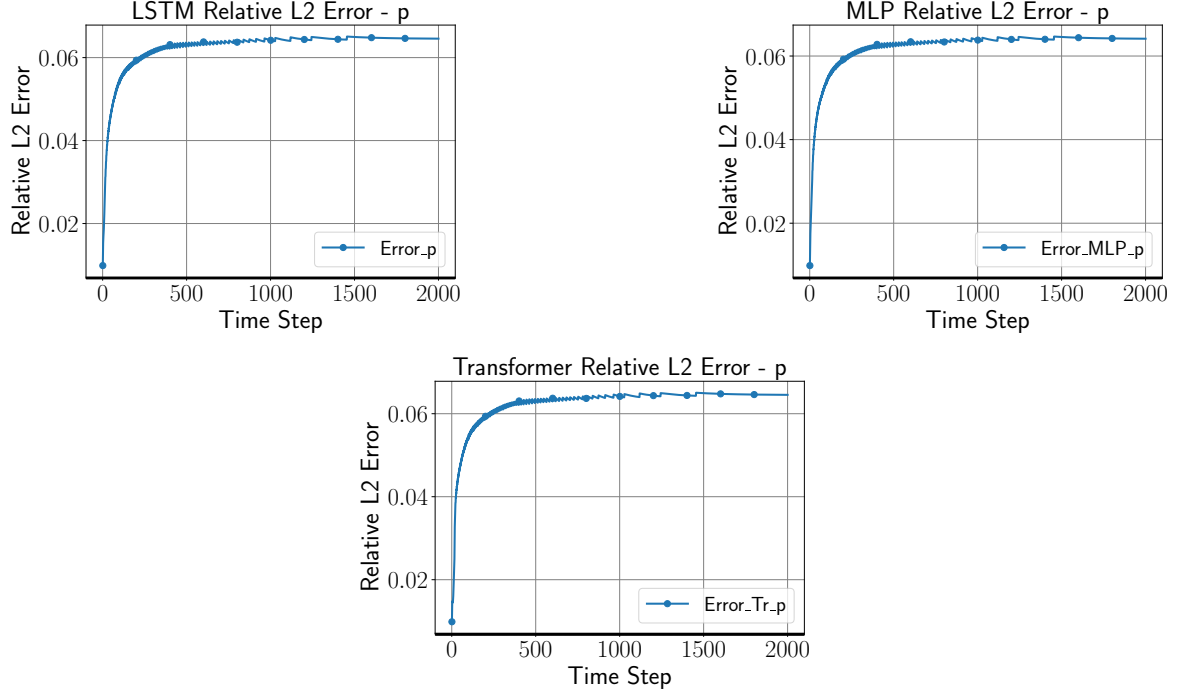 LSTM Relative L2 Error - p
Relative L2 Error
0.06
0.04
0.02
Error_p
0 500 1000 1500 2000
Time Step
MLP Relative L2 Error - p
Relative L2 Error
0.06
0.04
0.02
Error_MLP_p
0 500 1000 1500 2000
Time Step
Transformer Relative L2 Error - p
Relative L2 Error
0.06
0.04
0.02
Error_Tr_p
0 500 1000 1500 2000
Time Step